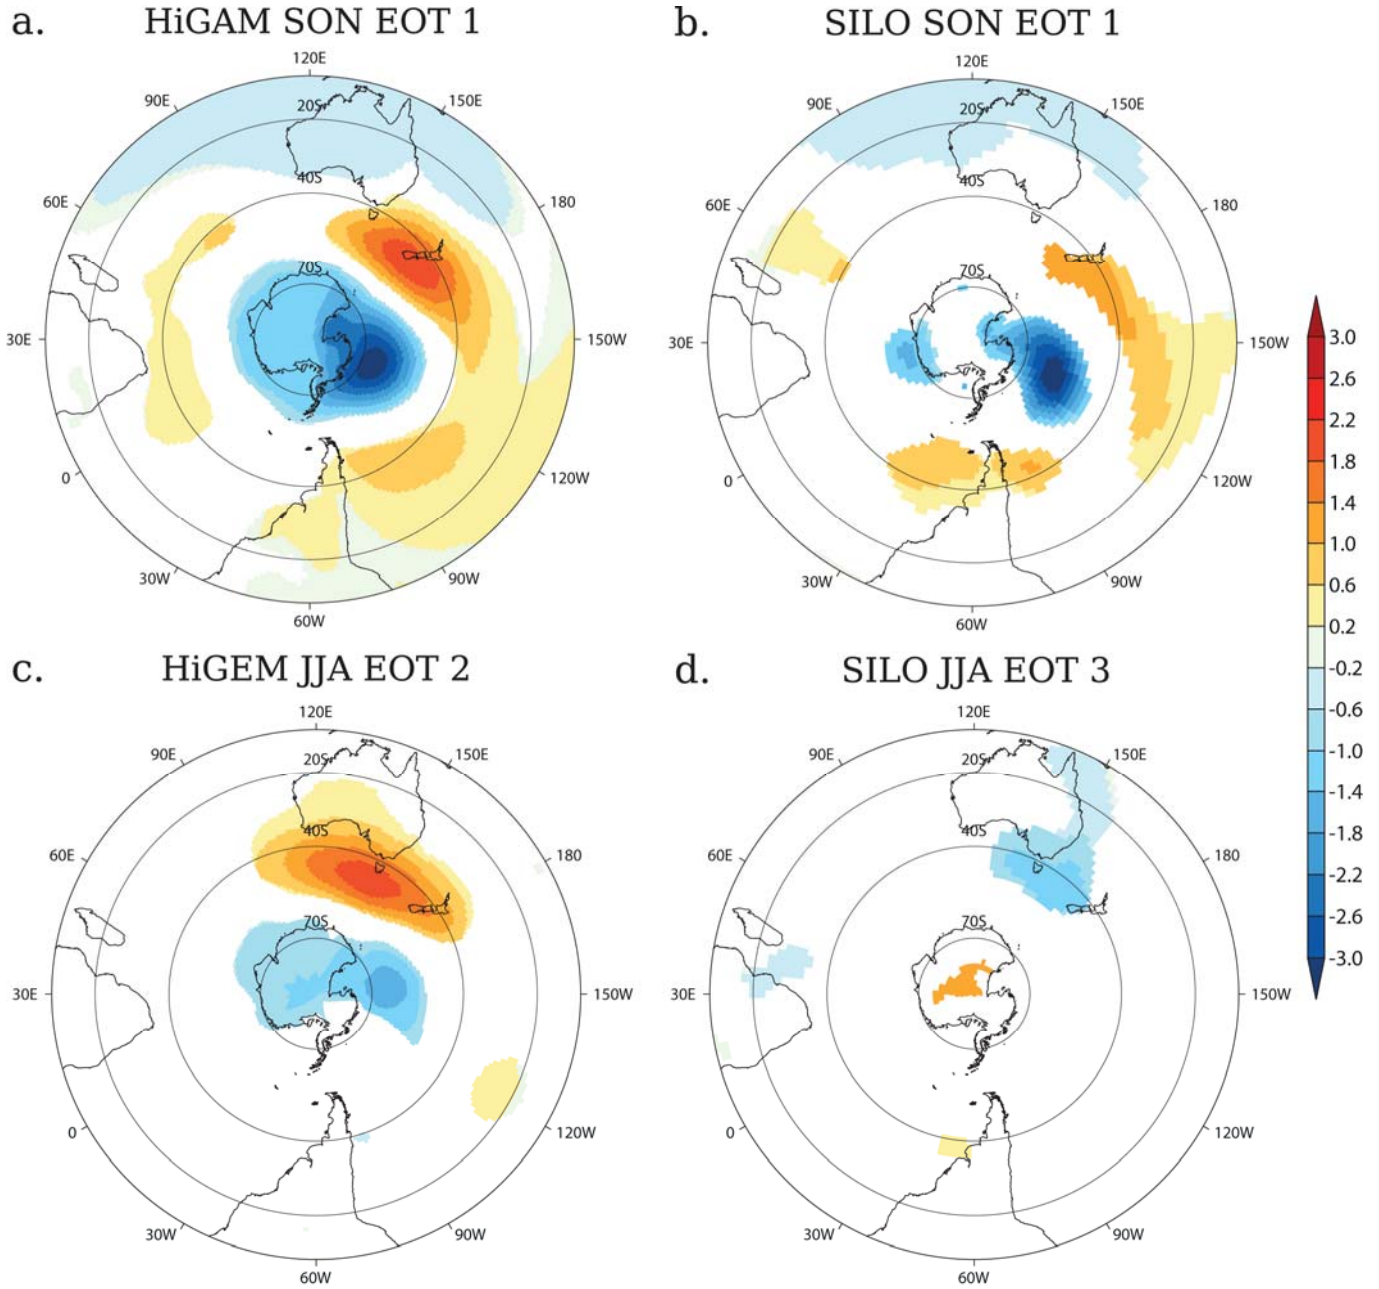 a. HiGAM SON EOT 1
120E
90E 150E
20S
40S
60E 180
70S
30E 150W
0 120W
30W 90W
60W
b. SILO SON EOT 1
120E
90E 150E
20S
40S
60E 180
70S
30E 150W
0 120W
30W 90W
60W
c. HiGEM JJA EOT 2
120E
90E 150E
20S
40S
60E 180
70S
30E 150W
0 120W
30W 90W
60W
d. SILO JJA EOT 3
120E
90E 150E
20S
40S
60E 180
70S
30E 150W
0 120W
30W 90W
60W
3.0
2.6
2.2
1.8
1.4
1.0
0.6
0.2
-0.2
-0.6
-1.0
-1.4
-1.8
-2.2
-2.6
-3.0